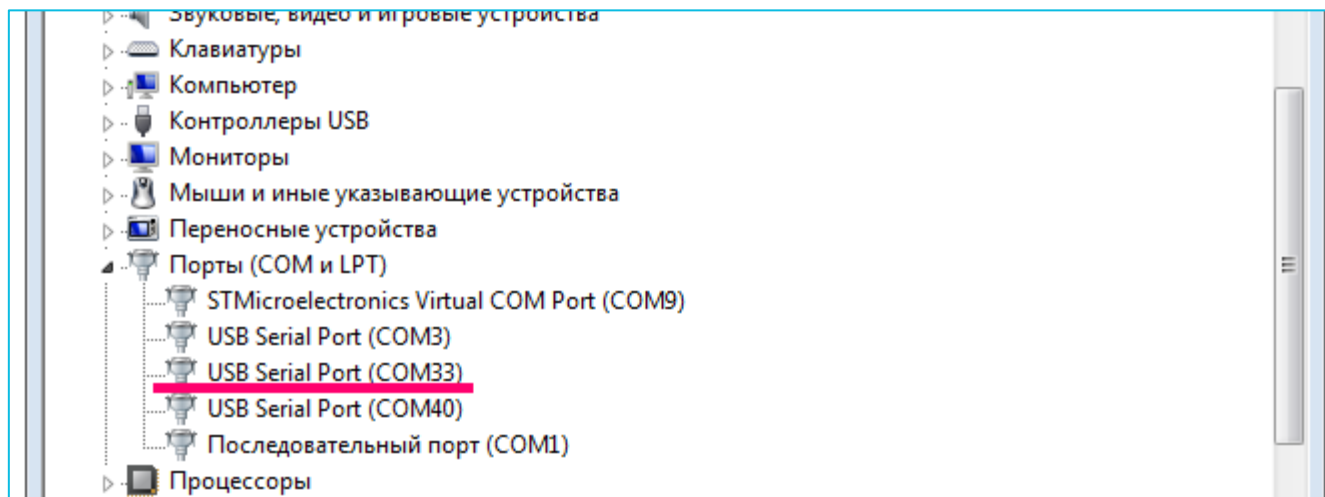 Звуковые, видео и игровые устройства
Клавиатуры
Компьютер
Контроллеры USB
Мониторы
Мыши и иные указывающие устройства
Переносные устройства
Порты (COM и LPT)
STMicroelectronics Virtual COM Port (COM9)
USB Serial Port (COM3)
USB Serial Port (COM33)
USB Serial Port (COM40)
Последовательный порт (COM1)
Процессоры